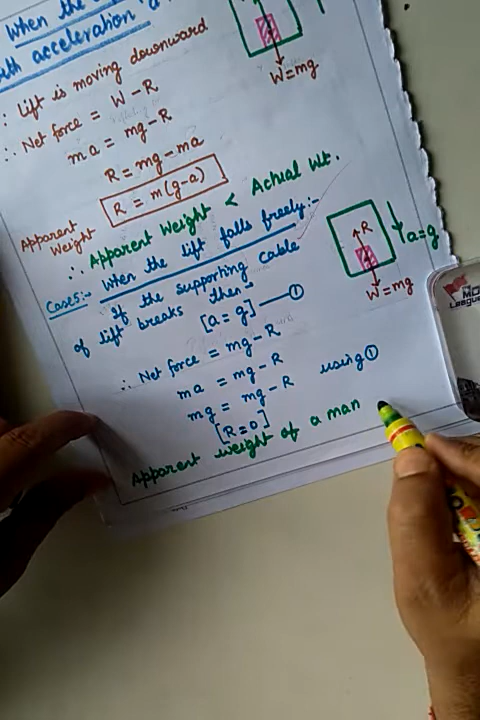 When the
with acceleration 'a'
∵ Lift is moving downward
W=mg
∴ Net force = W-R
ma = mg-R
R = mg-ma
Apparent Weight
R = m(g-a)
∴ Apparent Weight < Actual Wt.
Cases:- When the lift falls freely:-
If the supporting cable
of lift breaks then
[a=g] — ①
R
a=g
W=mg
∴ Net force = mg-R
ma = mg-R
mg = mg-R using ①
[R=0]
Apparent weight of a man